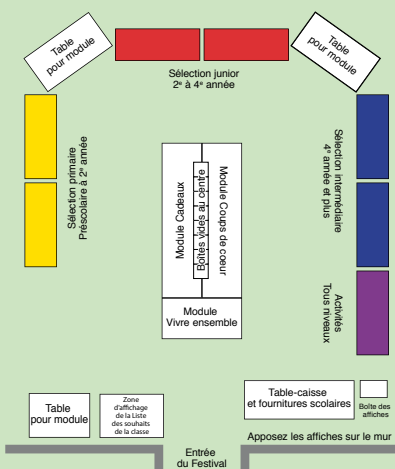 Table
pour module
Sélection junior
2e à 4e année
Table
pour module
Sélection primaire
Préscolaire à 2e année
Module Cadeaux
Boîtes vides au centre
Module Coups de coeur
Module
Vivre ensemble
Sélection intermédiaire
4e année et plus
Activités
Tous niveaux
Table
pour module
Zone
d'affichage
de la Liste
des souhaits
de la classe
Table-caisse
et fournitures scolaires
Boîte des
affiches
Apposez les affiches sur le mur
Entrée
du Festival